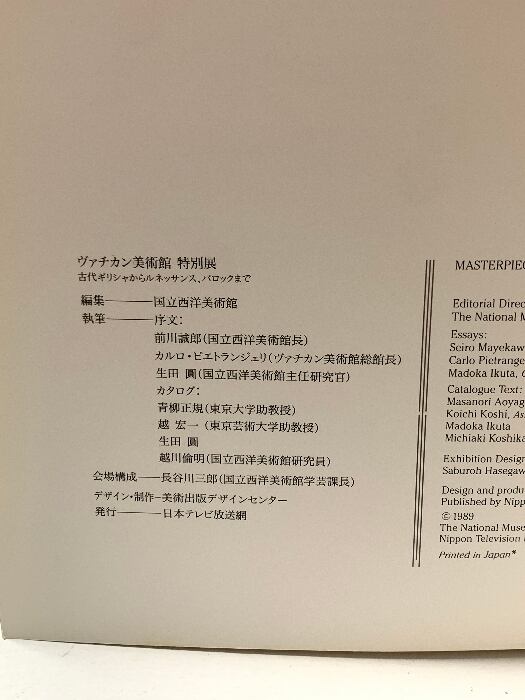 ヴァチカン美術館 特別展
古代ギリシャからルネッサンス、バロックまで
編集———国立西洋美術館
執筆———序文:
前川誠郎(国立西洋美術館長)
カルロ・ピエトランジェリ(ヴァチカン美術館総館長)
生田 圓(国立西洋美術館主任研究官)
カタログ:
青柳正規(東京大学助教授)
越 宏一(東京芸術大学助教授)
生田 圓
越川倫明(国立西洋美術館研究員)
会場構成—長谷川三郎(国立西洋美術館学芸課長)
デザイン・制作—美術出版デザインセンター
発行———日本テレビ放送網
MASTERPIEC
Editorial Direc
The National M
Essays:
Seiro Mayekaw
Carlo Pietrange
Madoka Ikuta,
Catalogue Text:
Masanori Aoyag
Koichi Koshi, As
Madoka Ikuta
Michiaki Koshika
Exhibition Design
Saburoh Hasegaw
Design and produ
Published by Nipp
© 1989
The National Muse
Nippon Television
Printed in Japan*